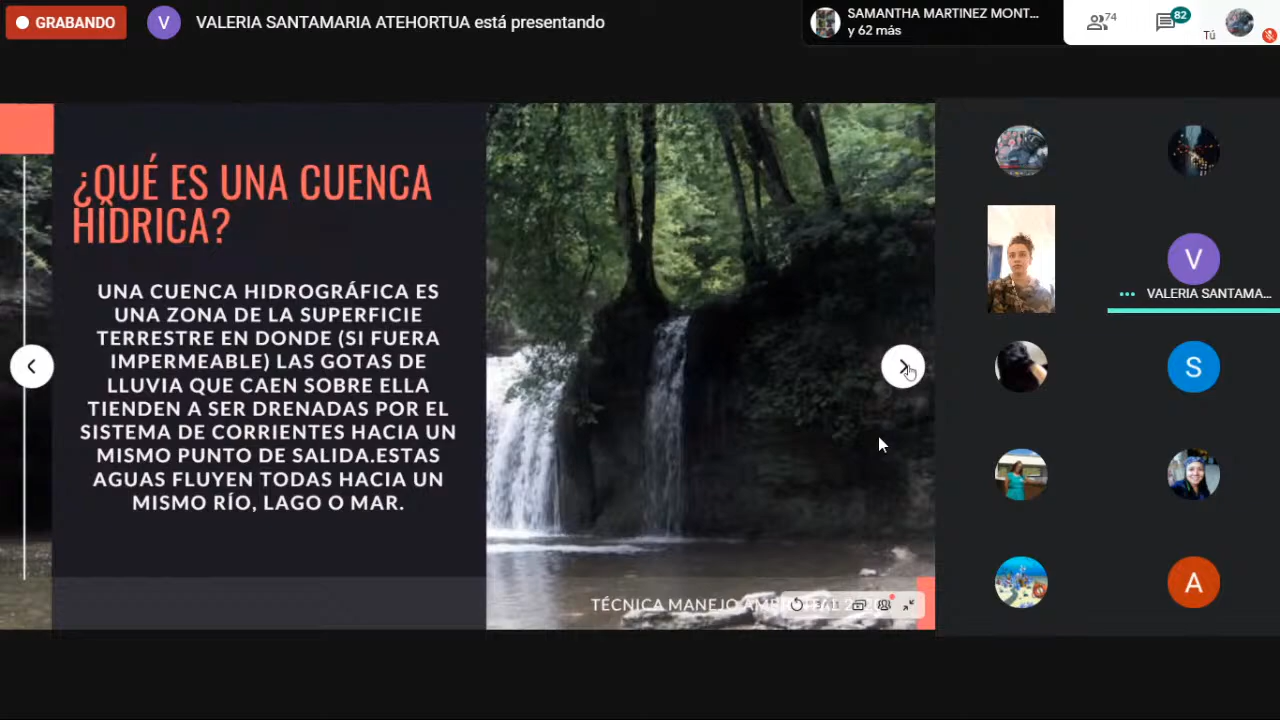 GRABANDO
V
VALERIA SANTAMARIA ATEHORTUA está presentando
SAMANTHA MARTINEZ MONT...
y 62 más
74
82
Tú
¿QUÉ ES UNA CUENCA
HÍDRICA?
UNA CUENCA HIDROGRÁFICA ES
UNA ZONA DE LA SUPERFICIE
TERRESTRE EN DONDE (SI FUERA
IMPERMEABLE) LAS GOTAS DE
LLUVIA QUE CAEN SOBRE ELLA
TIENDEN A SER DRENADAS POR EL
SISTEMA DE CORRIENTES HACIA UN
MISMO PUNTO DE SALIDA.ESTAS
AGUAS FLUYEN TODAS HACIA UN
MISMO RÍO, LAGO O MAR.
TÉCNICA MANEJO
V
VALERIA SANTAMA...
S
A